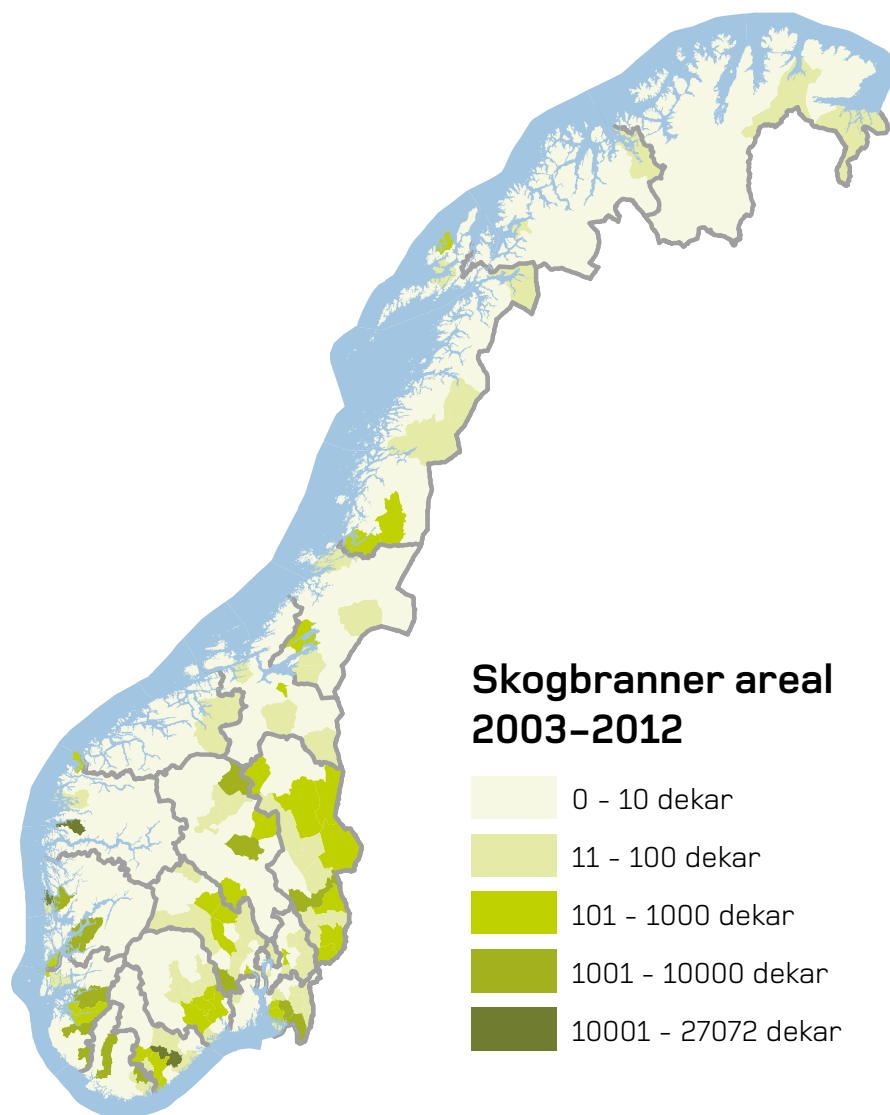 Skogbranner areal
2003–2012
0 - 10 dekar
11 - 100 dekar
101 - 1000 dekar
1001 - 10000 dekar
10001 - 27072 dekar